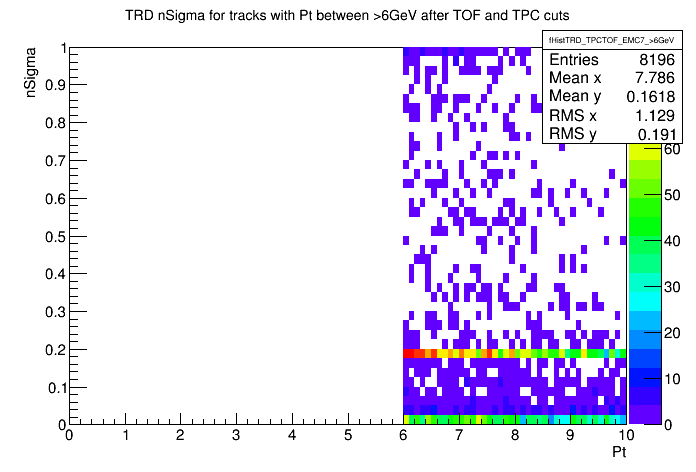 TRD nSigma for tracks with Pt between >6GeV after TOF and TPC cuts
fHistTRD_TPCTOF_EMC7_>6GeV
Entries 8196
Mean x 7.786
Mean y 0.1618
RMS x 1.129
RMS y 0.191
nSigma
1
0.9
0.8
0.7
0.6
0.5
0.4
0.3
0.2
0.1
0
0 1 2 3 4 5 6 7 8 9 10
Pt
60
50
40
30
20
10
0